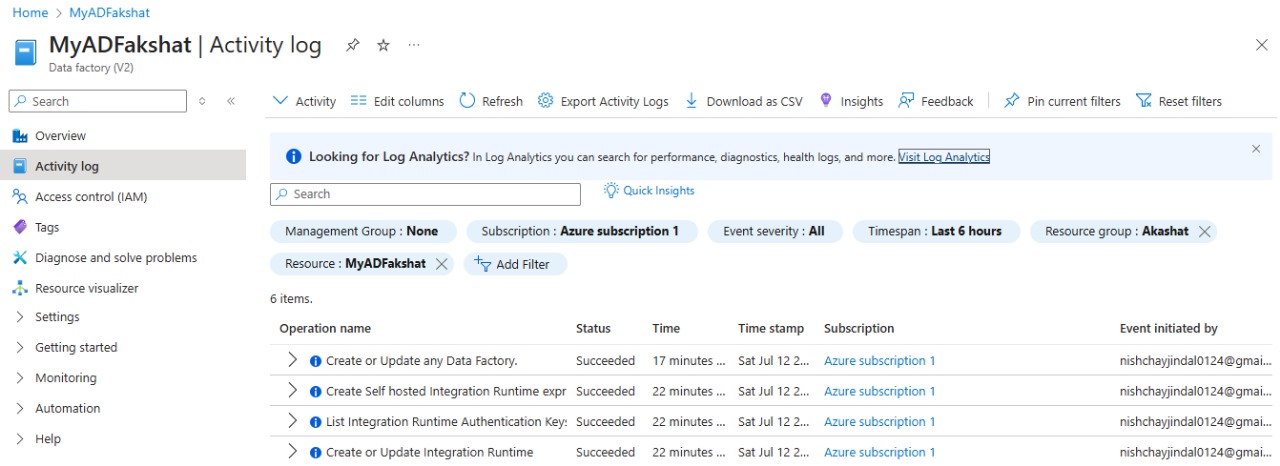 Home > MyADFakshat
MyADFakshat | Activity log ...
Data factory (V2)
Search
Overview
Activity log
Access control (IAM)
Tags
Diagnose and solve problems
Resource visualizer
Settings
Getting started
Monitoring
Automation
Help
Activity Edit columns Refresh Export Activity Logs Download as CSV Insights Feedback Pin current filters Reset filters
Looking for Log Analytics? In Log Analytics you can search for performance, diagnostics, health logs, and more. Visit Log Analytics
Search Quick Insights
Management Group : None Subscription : Azure subscription 1 Event severity : All Timespan : Last 6 hours Resource group : Akashat
Resource : MyADFakshat Add Filter
6 items.
Operation name Status Time Time stamp Subscription Event initiated by
Create or Update any Data Factory. Succeeded 17 minutes ... Sat Jul 12 2... Azure subscription 1 nishchayjindal0124@gmai...
Create Self hosted Integration Runtime expr Succeeded 22 minutes ... Sat Jul 12 2... Azure subscription 1 nishchayjindal0124@gmai...
List Integration Runtime Authentication Keys Succeeded 22 minutes ... Sat Jul 12 2... Azure subscription 1 nishchayjindal0124@gmai...
Create or Update Integration Runtime Succeeded 22 minutes ... Sat Jul 12 2... Azure subscription 1 nishchayjindal0124@gmai...